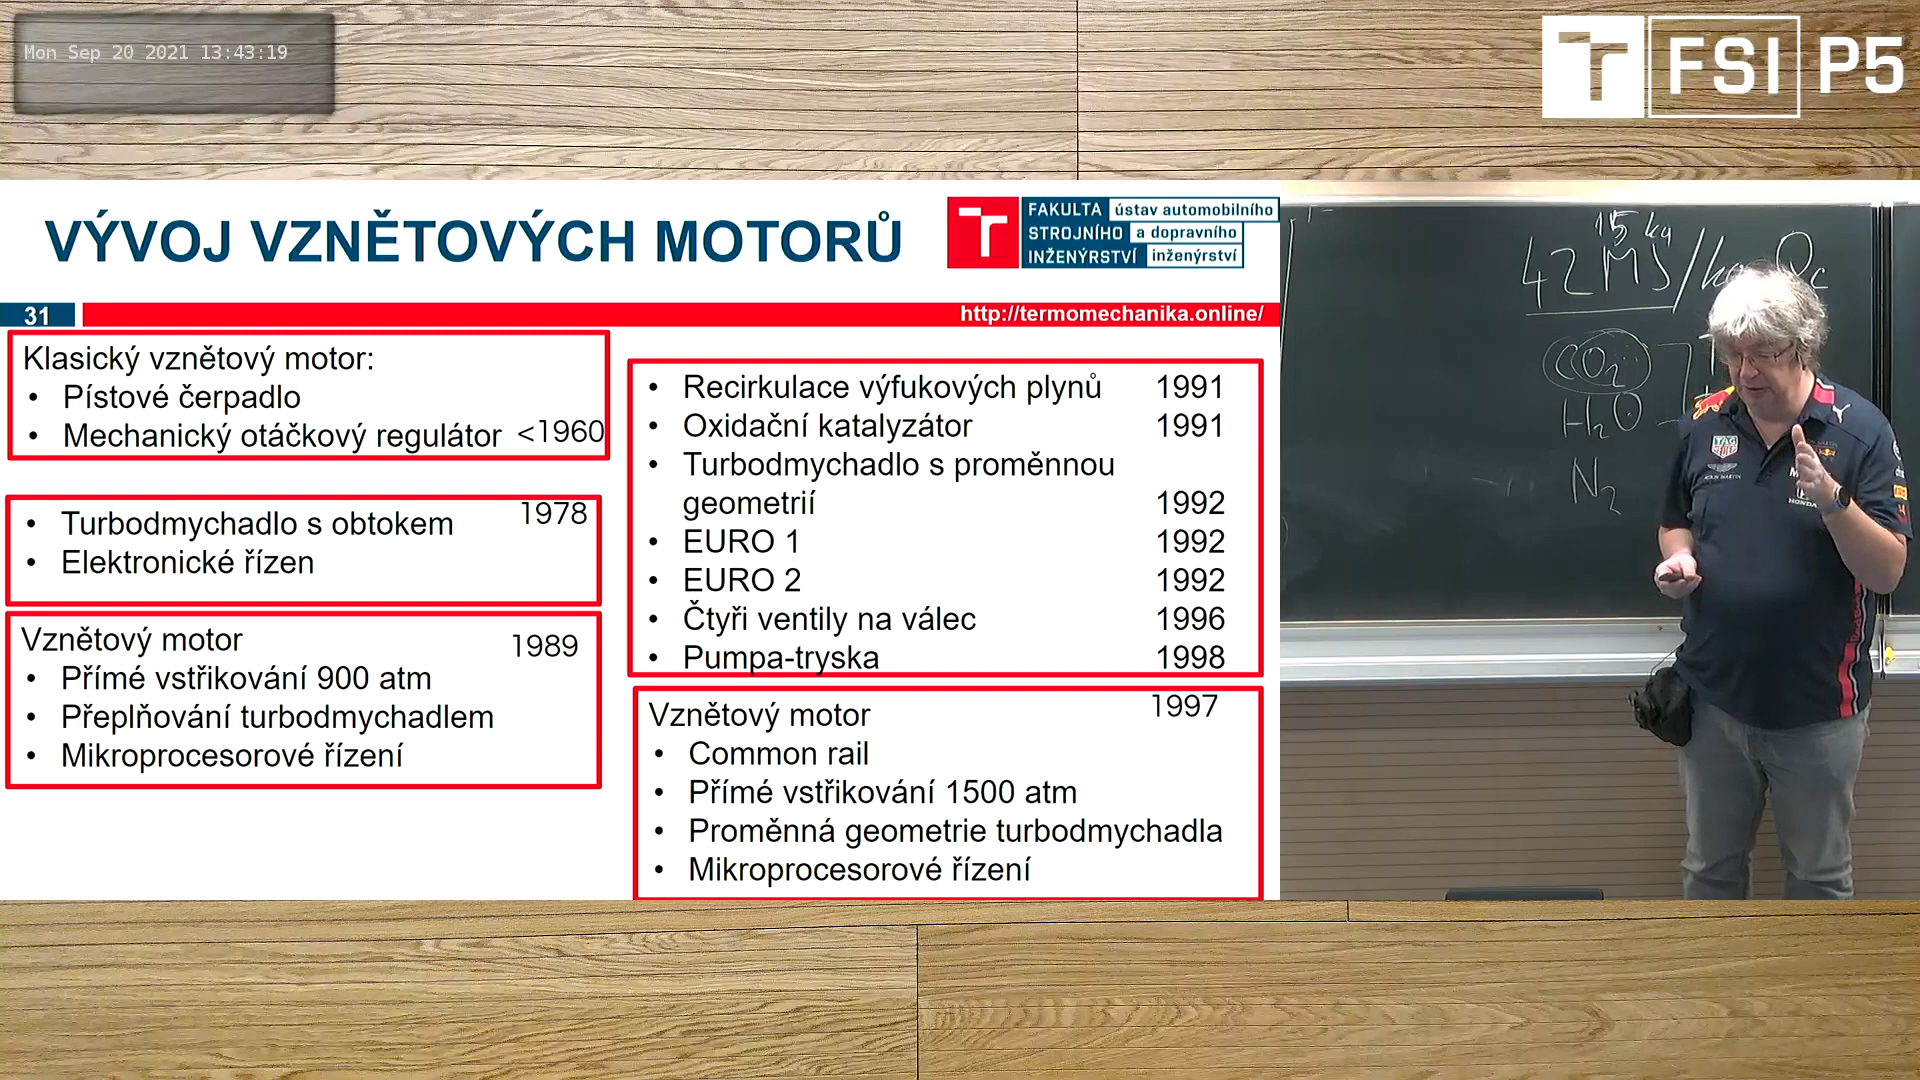 Mon Sep 20 2021 13:43:19
FSI P5
VÝVOJ VZNĚTOVÝCH MOTORŮ
FAKULTA ústav automobilního
STROJNÍHO a dopravního
INŽENÝRSTVÍ inženýrství
31
http://termomechanika.online/
Klasický vznětový motor:
• Pístové čerpadlo
• Mechanický otáčkový regulátor <1960
• Turbodmychadlo s obtokem 1978
• Elektronické řízen
Vznětový motor 1989
• Přímé vstřikování 900 atm
• Přeplňování turbodmychadlem
• Mikroprocesorové řízení
• Recirkulace výfukových plynů 1991
• Oxidační katalyzátor 1991
• Turbodmychadlo s proměnnou
geometrií 1992
• EURO 1 1992
• EURO 2 1992
• Čtyři ventily na válec 1996
• Pumpa-tryska 1998
Vznětový motor 1997
• Common rail
• Přímé vstřikování 1500 atm
• Proměnná geometrie turbodmychadla
• Mikroprocesorové řízení
15 kg
42 MJ/kg
CO₂
H₂O
N₂
TAG
HONDA